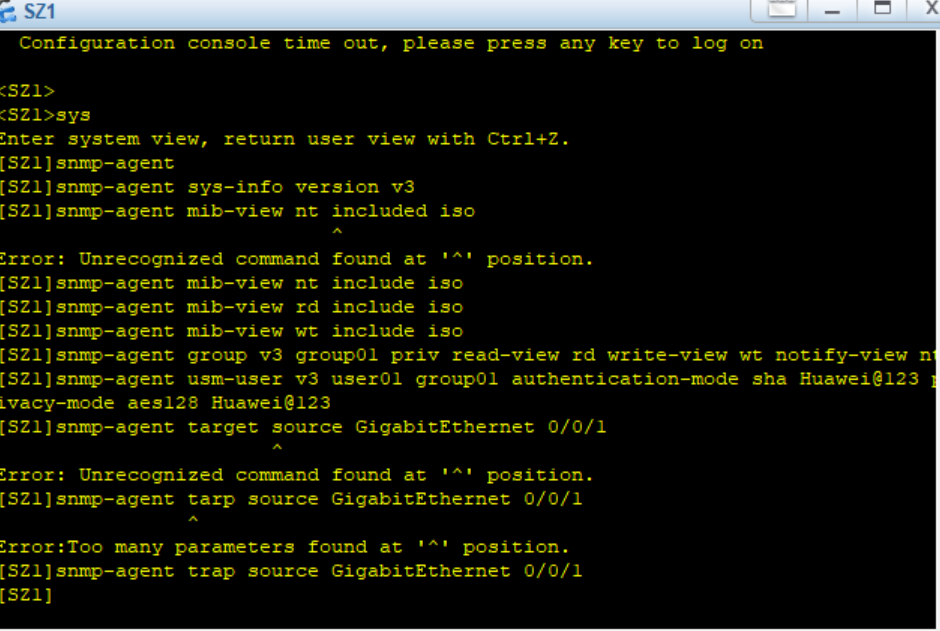 SZ1
Configuration console time out, please press any key to log on
<SZ1>
<SZ1>sys
Enter system view, return user view with Ctrl+Z.
[SZ1]snmp-agent
[SZ1]snmp-agent sys-info version v3
[SZ1]snmp-agent mib-view nt included iso
^
Error: Unrecognized command found at '^' position.
[SZ1]snmp-agent mib-view nt include iso
[SZ1]snmp-agent mib-view rd include iso
[SZ1]snmp-agent mib-view wt include iso
[SZ1]snmp-agent group v3 group01 priv read-view rd write-view wt notify-view nt
[SZ1]snmp-agent usm-user v3 user01 group01 authentication-mode sha Huawei@123 p
ivacy-mode aes128 Huawei@123
[SZ1]snmp-agent target source GigabitEthernet 0/0/1
^
Error: Unrecognized command found at '^' position.
[SZ1]snmp-agent tarp source GigabitEthernet 0/0/1
^
Error:Too many parameters found at '^' position.
[SZ1]snmp-agent trap source GigabitEthernet 0/0/1
[SZ1]